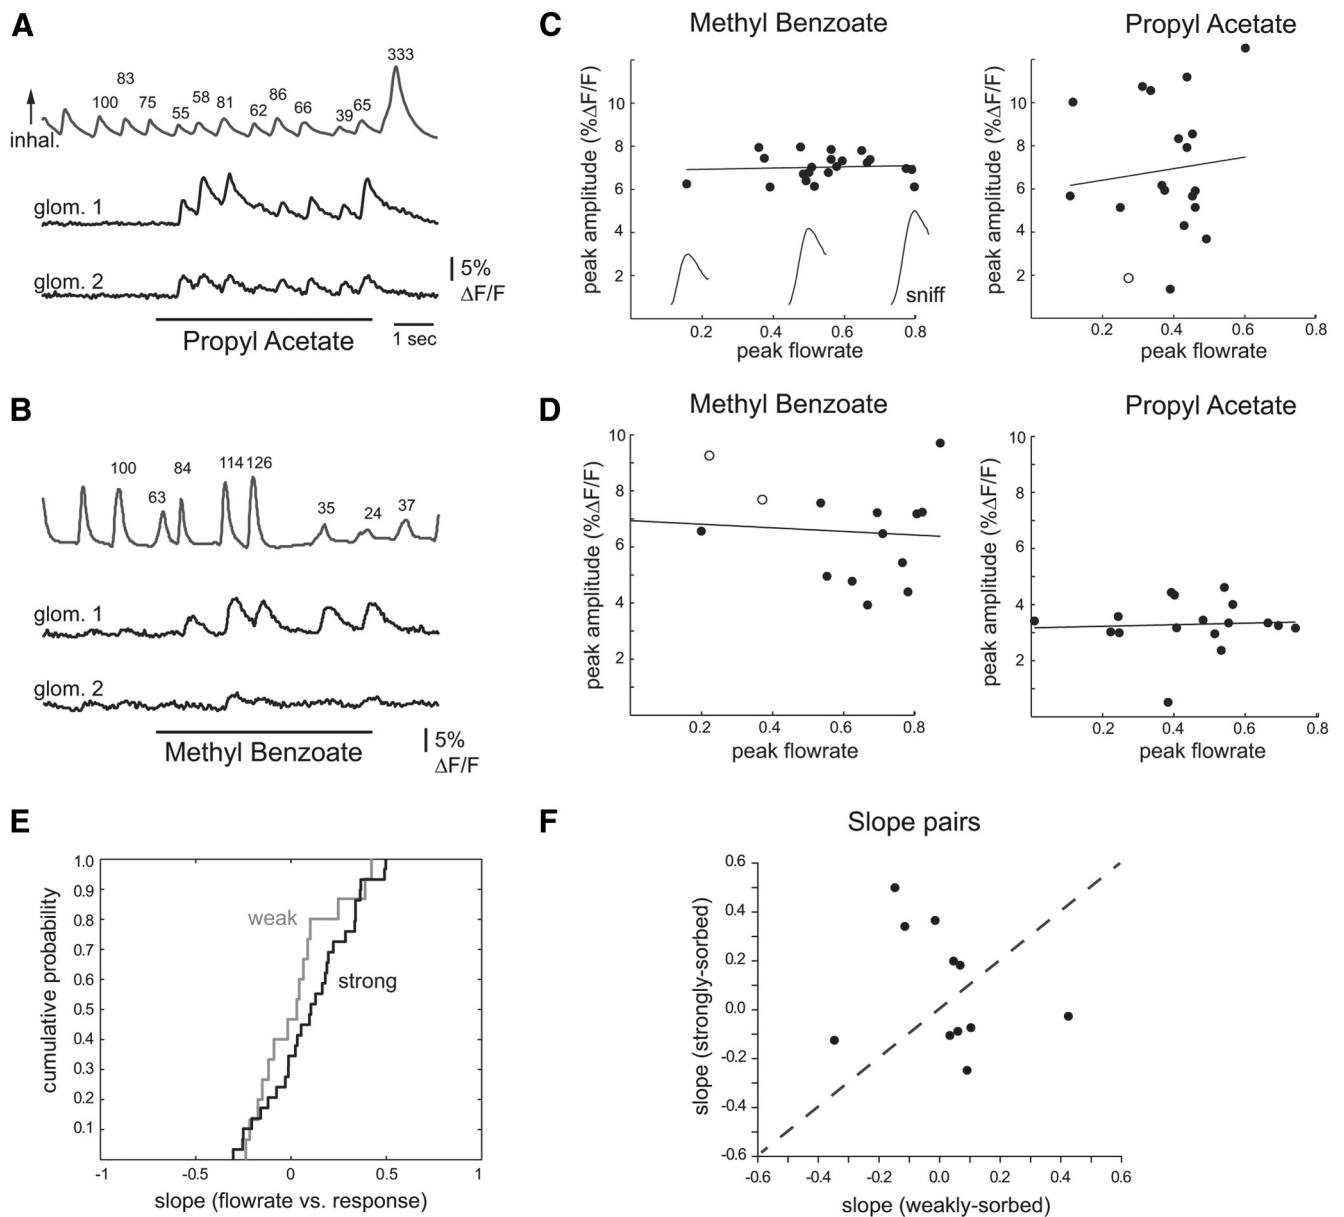 A
inhal.
100
83
75
55
58
81
62
86
66
39
65
333
glom. 1
glom. 2
5%
ΔF/F
Propyl Acetate
1 sec
B
100
63
84
114
126
35
24
37
glom. 1
glom. 2
Methyl Benzoate
5%
ΔF/F
C
Methyl Benzoate
peak amplitude (%ΔF/F)
10
8
6
4
2
sniff
0.2
0.4
0.6
0.8
peak flowrate
Propyl Acetate
peak amplitude (%ΔF/F)
10
8
6
4
2
0.2
0.4
0.6
0.8
peak flowrate
D
Methyl Benzoate
peak amplitude (%ΔF/F)
10
8
6
4
2
0.2
0.4
0.6
0.8
peak flowrate
Propyl Acetate
peak amplitude (%ΔF/F)
10
8
6
4
2
0.2
0.4
0.6
0.8
peak flowrate
E
cumulative probability
1.0
0.9
0.8
0.7
0.6
0.5
0.4
0.3
0.2
0.1
weak
strong
-1
-0.5
0
0.5
1
slope (flowrate vs. response)
F
Slope pairs
slope (strongly-sorbed)
0.6
0.4
0.2
0.0
-0.2
-0.4
-0.6
-0.6
-0.4
-0.2
0.0
0.2
0.4
0.6
slope (weakly-sorbed)